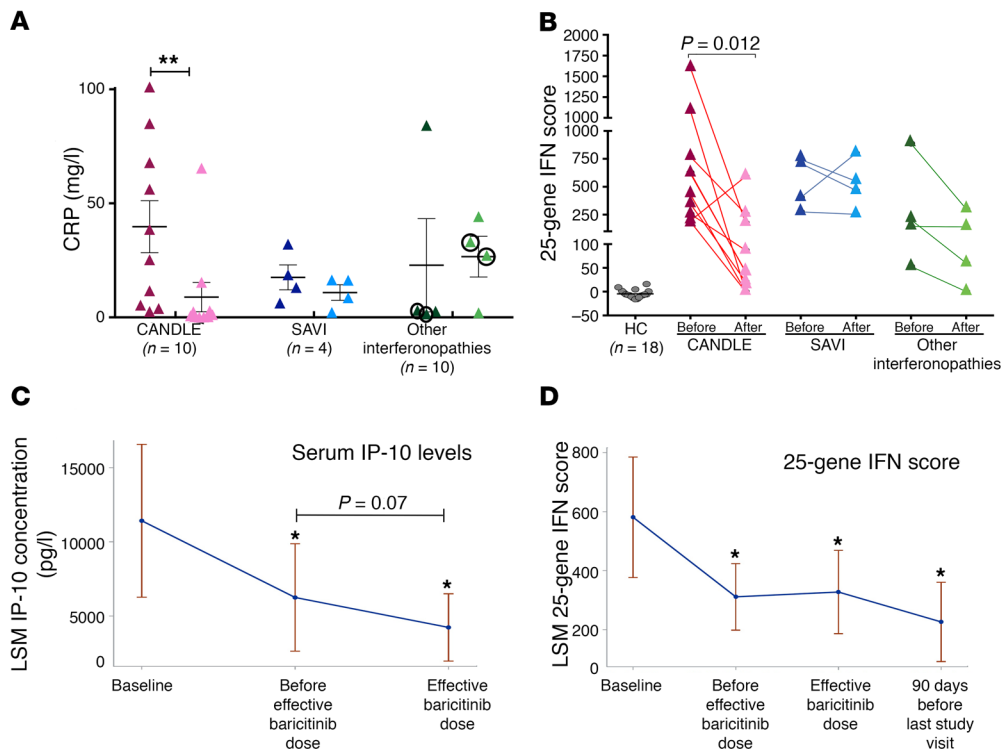 A
**
100
50
0
CRP (mg/l)
CANDLE
(n = 10)
SAVI
(n = 4)
Other
interferonopathies
(n = 10)
B
P = 0.012
2000
1750
1500
1250
1000
1000
750
500
250
100
50
0
−50
25-gene IFN score
HC
(n = 18)
Before After
CANDLE
Before After
SAVI
Before After
Other
interferonopathies
C
Serum IP-10 levels
P = 0.07
*
*
15000
10000
5000
0
LSM IP-10 concentration
(pg/l)
Baseline
Before
effective
baricitinib
dose
Effective
baricitinib
dose
D
25-gene IFN score
*
*
*
800
600
400
200
0
LSM 25-gene IFN score
Baseline
Before
effective
baricitinib
dose
Effective
baricitinib
dose
90 days
before
last study
visit